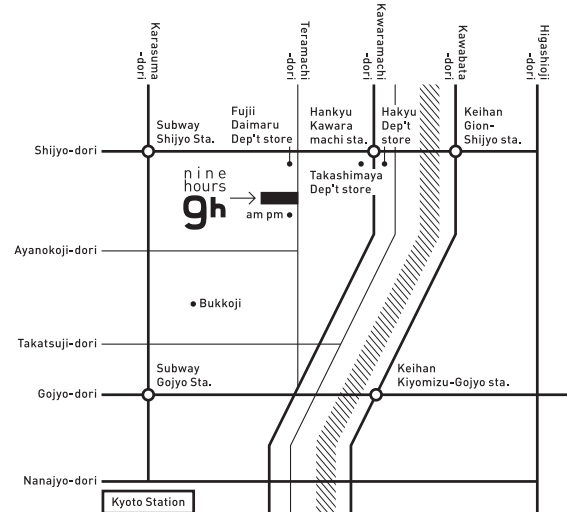 Karasuma
-dori
Teramachi
-dori
Kawaramachi
-dori
Kawabata
-dori
Higashioji
-dori
Subway
Shijyo Sta.
Fujii
Daimaru
Dep't store
Hankyu
Kawara
machi sta.
Hakyu
Dep't
store
Keihan
Gion-
Shijyo sta.
Shijyo-dori
nine
hours
9h
Takashimaya
Dep't store
am pm
Ayanokoji-dori
Bukkoji
Takatsuji-dori
Subway
Gojyo Sta.
Keihan
Kiyomizu-Gojyo sta.
Gojyo-dori
Nanajyo-dori
Kyoto Station